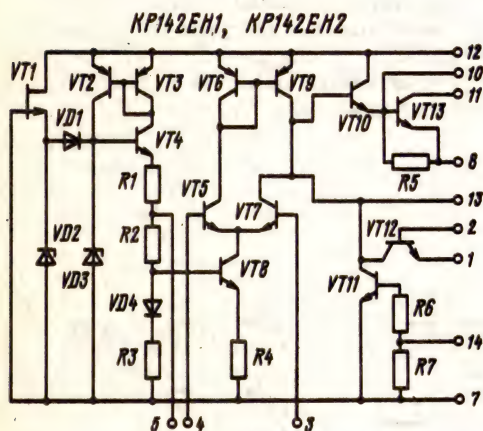 КР142ЕН1, КР142ЕН2
12
VT1
VT2
VT3
VT6
VT9
10
11
VT10
VT13
VD1
VT4
R5
8
R1
13
VT5
VT7
VT12
2
R2
1
VD2
VD3
VT8
VT11
R6
VD4
14
R3
R4
R7
7
5
4
3